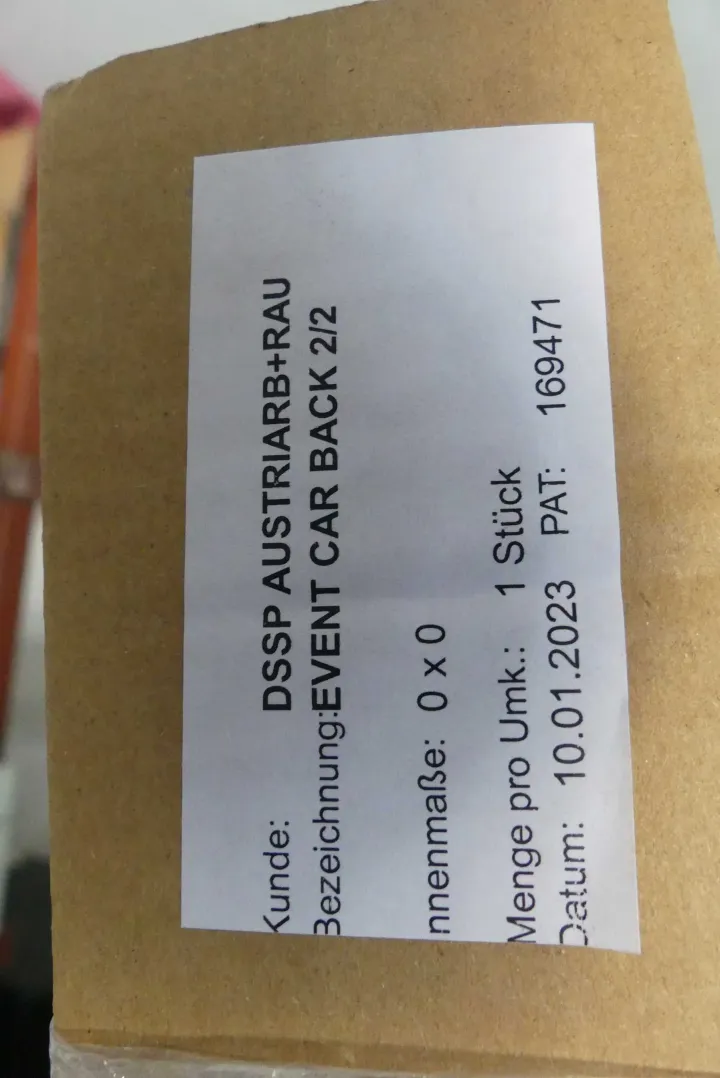 Kunde: DSSP AUSTRIARB+RAU
Bezeichnung:EVENT CAR BACK 2/2
nnenmaße: 0 x 0
Menge pro Umk.: 1 Stück
Datum: 10.01.2023 PAT: 169471